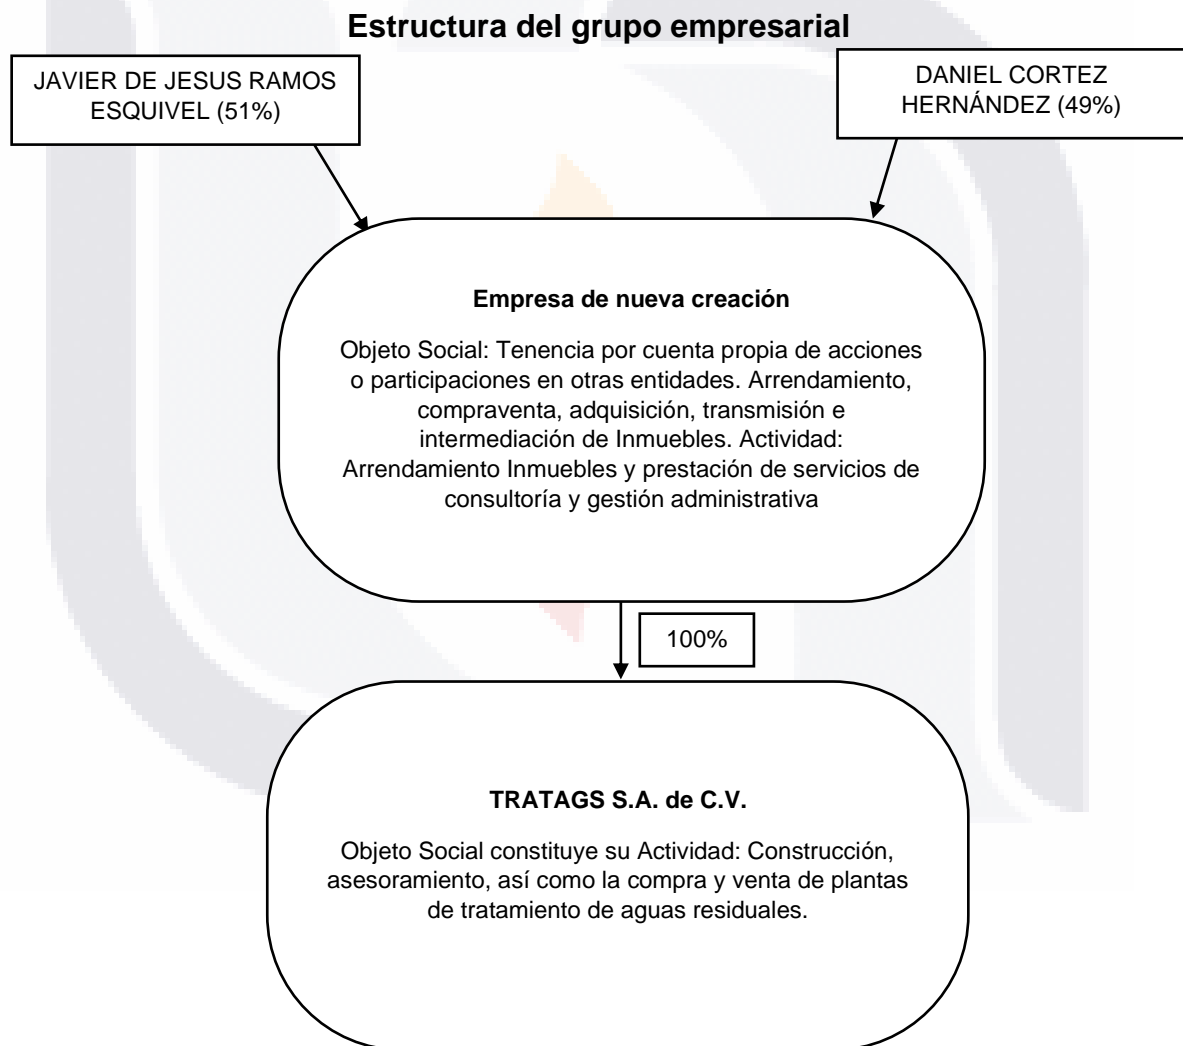 Estructura del grupo empresarial
JAVIER DE JESUS RAMOS
ESQUIVEL (51%)
DANIEL CORTEZ
HERNÁNDEZ (49%)
Empresa de nueva creación
Objeto Social: Tenencia por cuenta propia de acciones
o participaciones en otras entidades. Arrendamiento,
compraventa, adquisición, transmisión e
intermediación de Inmuebles. Actividad:
Arrendamiento Inmuebles y prestación de servicios de
consultoría y gestión administrativa
100%
TRATAGS S.A. de C.V.
Objeto Social constituye su Actividad: Construcción,
asesoramiento, así como la compra y venta de plantas
de tratamiento de aguas residuales.